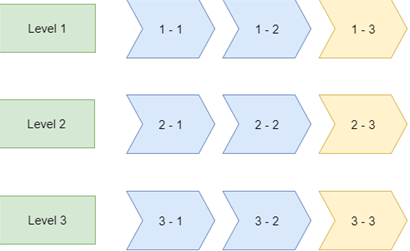 Level 1 1 - 1 1 - 2 1 - 3
Level 2 2 - 1 2 - 2 2 - 3
Level 3 3 - 1 3 - 2 3 - 3